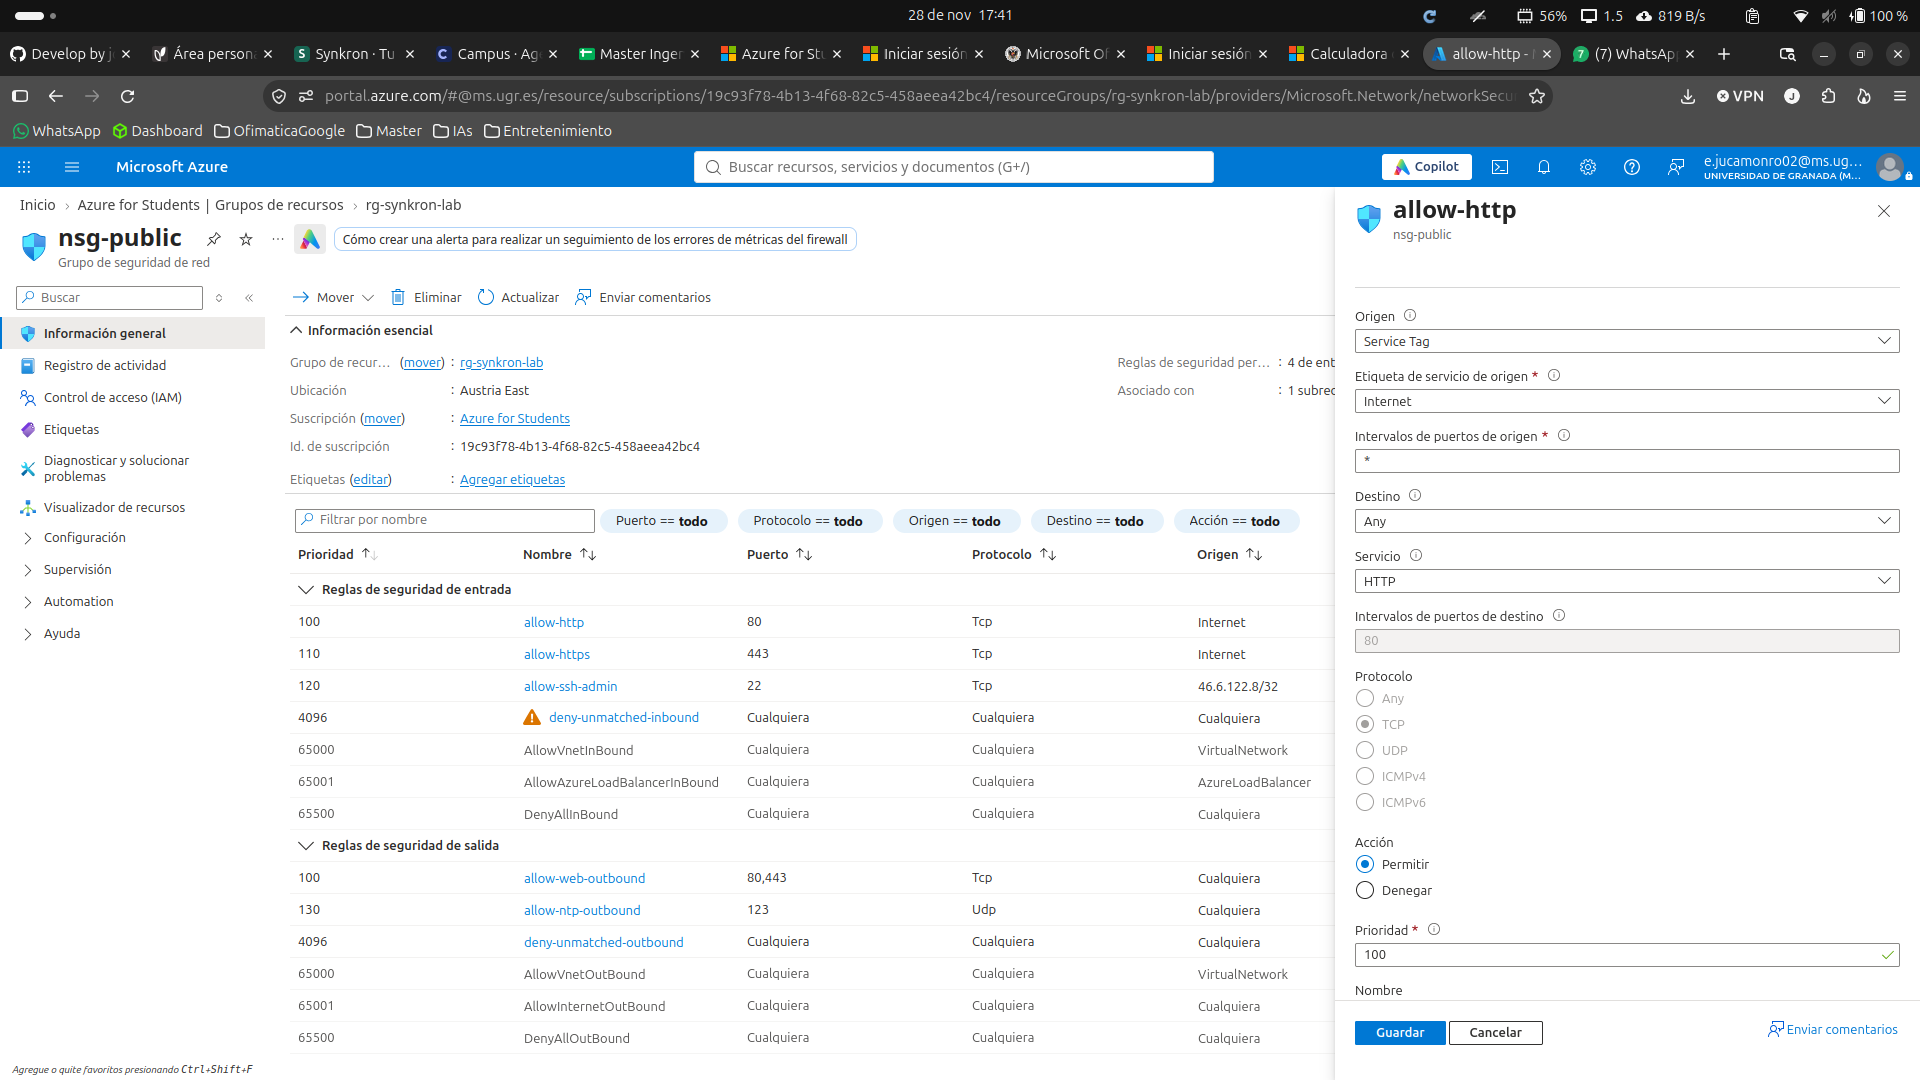 28 de nov  17:41
56%
1.5
819 B/s
100 %
Develop by j
Área persona
Synkron · Tu
Campus · Age
Master Inger
Azure for Stu
Iniciar sesión
Microsoft Of
Iniciar sesión
Calculadora
allow-http - M
(7) WhatsApp
portal.azure.com/#@ms.ugr.es/resource/subscriptions/19c93f78-4b13-4f68-82c5-458aeea42bc4/resourceGroups/rg-synkron-lab/providers/Microsoft.Network/networkSecu
VPN
J
WhatsApp
Dashboard
OfimaticaGoogle
Master
IAs
Entretenimiento
Microsoft Azure
Buscar recursos, servicios y documentos (G+/)
Copilot
e.jucamonro02@ms.ug...
UNIVERSIDAD DE GRANADA (M...
Inicio > Azure for Students | Grupos de recursos > rg-synkron-lab
nsg-public
Grupo de seguridad de red
Cómo crear una alerta para realizar un seguimiento de los errores de métricas del firewall
Buscar
Información general
Registro de actividad
Control de acceso (IAM)
Etiquetas
Diagnosticar y solucionar
problemas
Visualizador de recursos
Configuración
Supervisión
Automation
Ayuda
Agregue o quite favoritos presionando Ctrl+Shift+F
Mover
Eliminar
Actualizar
Enviar comentarios
Información esencial
Grupo de recur... (mover) : rg-synkron-lab
Ubicación : Austria East
Suscripción (mover) : Azure for Students
Id. de suscripción : 19c93f78-4b13-4f68-82c5-458aeea42bc4
Etiquetas (editar) : Agregar etiquetas
Reglas de seguridad per... : 4 de ent
Asociado con : 1 subred
Filtrar por nombre
Puerto == todo
Protocolo == todo
Origen == todo
Destino == todo
Acción == todo
Prioridad Nombre Puerto Protocolo Origen
Reglas de seguridad de entrada
100 allow-http 80 Tcp Internet
110 allow-https 443 Tcp Internet
120 allow-ssh-admin 22 Tcp 46.6.122.8/32
4096 deny-unmatched-inbound Cualquiera Cualquiera Cualquiera
65000 AllowVnetInBound Cualquiera Cualquiera VirtualNetwork
65001 AllowAzureLoadBalancerInBound Cualquiera Cualquiera AzureLoadBalancer
65500 DenyAllInBound Cualquiera Cualquiera Cualquiera
Reglas de seguridad de salida
100 allow-web-outbound 80,443 Tcp Cualquiera
130 allow-ntp-outbound 123 Udp Cualquiera
4096 deny-unmatched-outbound Cualquiera Cualquiera Cualquiera
65000 AllowVnetOutBound Cualquiera Cualquiera VirtualNetwork
65001 AllowInternetOutBound Cualquiera Cualquiera Cualquiera
65500 DenyAllOutBound Cualquiera Cualquiera Cualquiera
allow-http
nsg-public
Origen
Service Tag
Etiqueta de servicio de origen *
Internet
Intervalos de puertos de origen *
*
Destino
Any
Servicio
HTTP
Intervalos de puertos de destino
80
Protocolo
Any
TCP
UDP
ICMPv4
ICMPv6
Acción
Permitir
Denegar
Prioridad *
100
Nombre
Guardar
Cancelar
Enviar comentarios